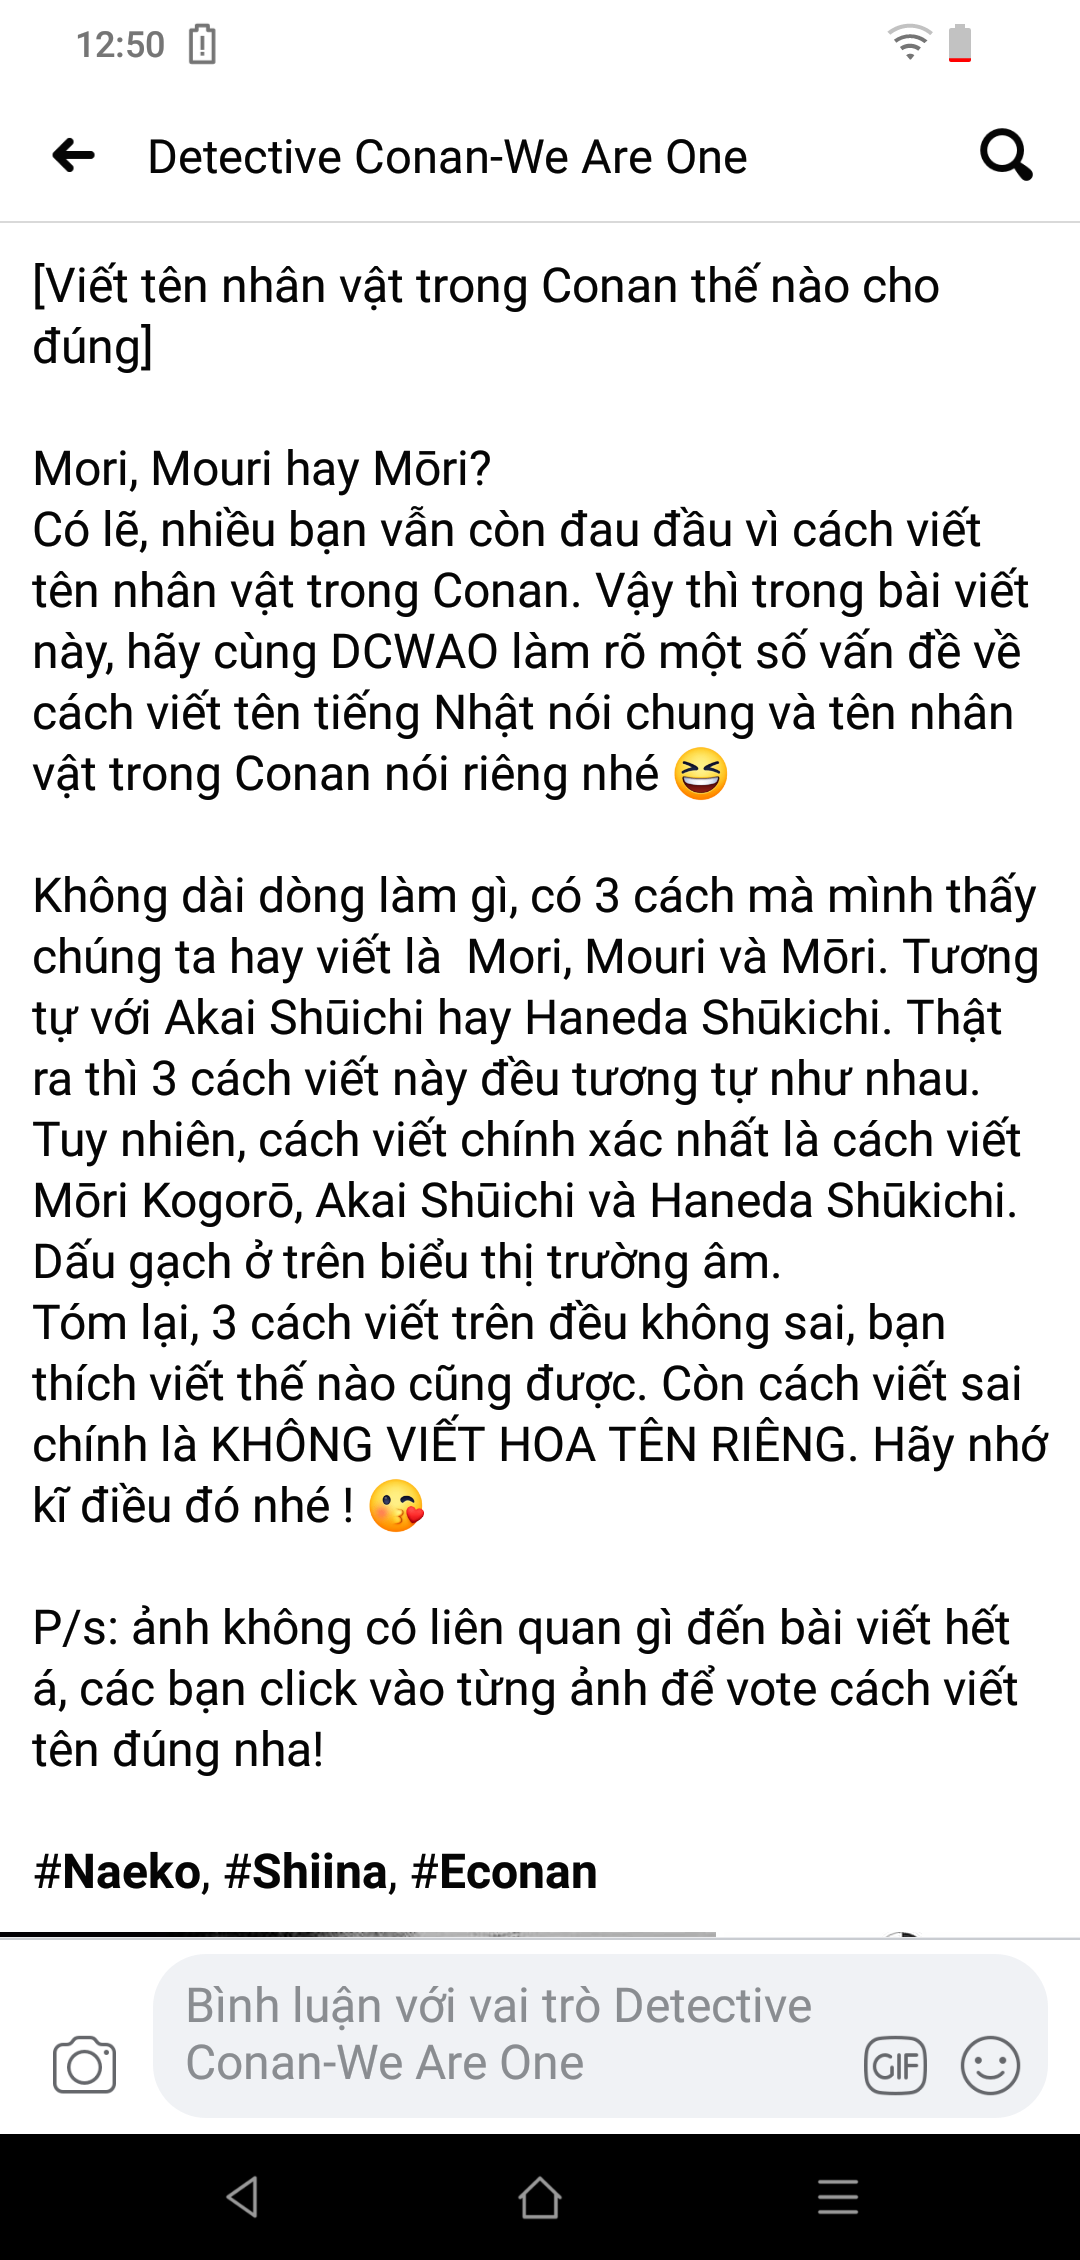 12:50
Detective Conan-We Are One
[Viết tên nhân vật trong Conan thế nào cho
đúng]
Mori, Mouri hay Mōri?
Có lẽ, nhiều bạn vẫn còn đau đầu vì cách viết
tên nhân vật trong Conan. Vậy thì trong bài viết
này, hãy cùng DCWAO làm rõ một số vấn đề về
cách viết tên tiếng Nhật nói chung và tên nhân
vật trong Conan nói riêng nhé 😆
Không dài dòng làm gì, có 3 cách mà mình thấy
chúng ta hay viết là  Mori, Mouri và Mōri. Tương
tự với Akai Shūichi hay Haneda Shūkichi. Thật
ra thì 3 cách viết này đều tương tự như nhau.
Tuy nhiên, cách viết chính xác nhất là cách viết
Mōri Kogorō, Akai Shūichi và Haneda Shūkichi.
Dấu gạch ở trên biểu thị trường âm.
Tóm lại, 3 cách viết trên đều không sai, bạn
thích viết thế nào cũng được. Còn cách viết sai
chính là KHÔNG VIẾT HOA TÊN RIÊNG. Hãy nhớ
kĩ điều đó nhé ! 😘
P/s: ảnh không có liên quan gì đến bài viết hết
á, các bạn click vào từng ảnh để vote cách viết
tên đúng nha!
#Naeko, #Shiina, #Econan
Bình luận với vai trò Detective
Conan-We Are One
GIF